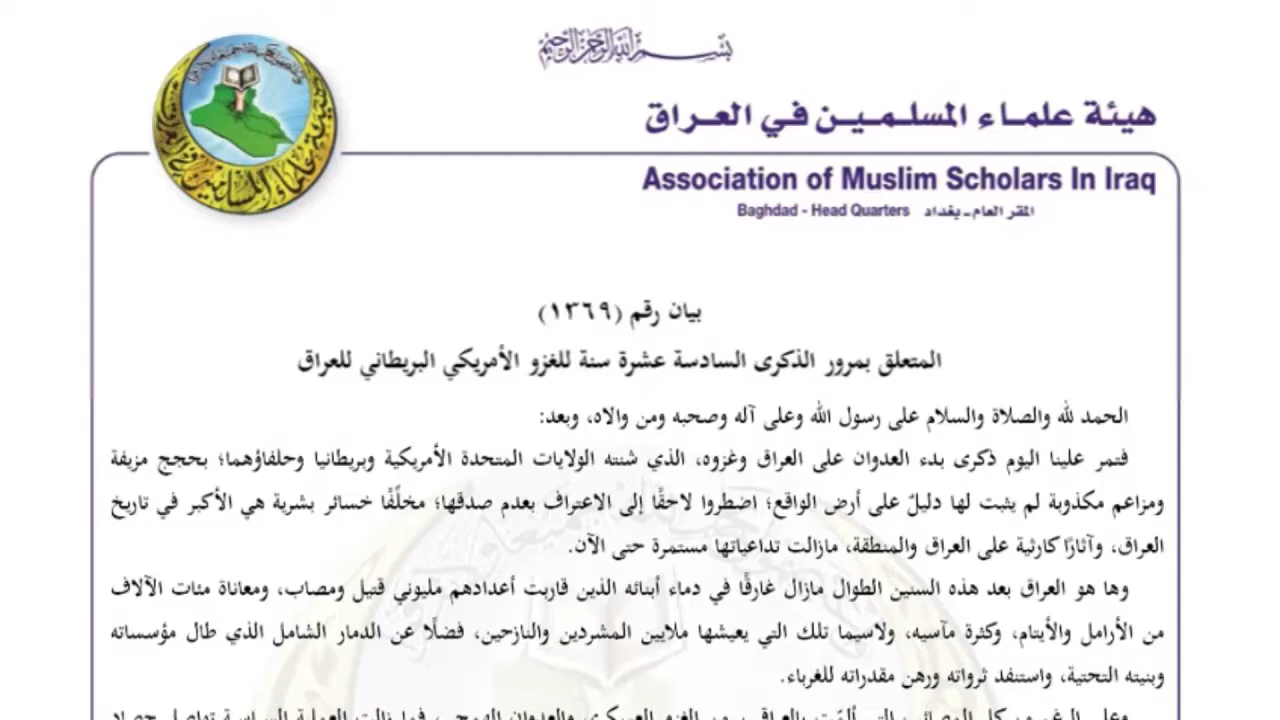 بسم الله الرحمن الرحيم
هيئة علماء المسلمين في العراق
Association of Muslim Scholars In Iraq
Baghdad - Head Quarters المقر العام - بغداد
بيان رقم (١٣٦٩)
المتعلق بمرور الذكرى السادسة عشرة سنة للغزو الأمريكي البريطاني للعراق
الحمد لله والصلاة والسلام على رسول الله وعلى آله وصحبه ومن والاه، وبعد:
فتمر علينا اليوم ذكرى بدء العدوان على العراق وغزوه، الذي شنته الولايات المتحدة الأمريكية وبريطانيا وحلفاؤهما؛ بحجج مزيفة
ومزاعم مكذوبة لم يثبت لها دليلٌ على أرض الواقع؛ اضطروا لاحقًا إلى الاعتراف بعدم صدقها؛ مخلّفًا خسائر بشرية هي الأكبر في تاريخ
العراق، وآثارًا كارثية على العراق والمنطقة، مازالت تداعياتها مستمرة حتى الآن.
وها هو العراق بعد هذه السنين الطوال مازال غارقًا في دماء أبنائه الذين قاربت أعدادهم مليوني قتيل ومصاب، ومعاناة مئات الآلاف
من الأرامل والأيتام، وكثرة مآسيه، ولاسيما تلك التي يعيشها ملايين المشردين والنازحين، فضلًا عن الدمار الشامل الذي طال مؤسساته
وبنيته التحتية، واستنفد ثرواته ورهن مقدراته للغرباء.